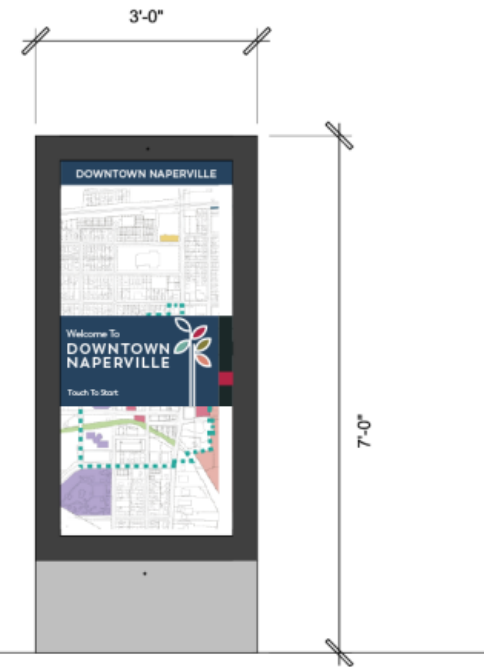 3'-0"
DOWNTOWN NAPERVILLE
Welcome To
DOWNTOWN
NAPERVILLE
Touch To Start
7'-0"